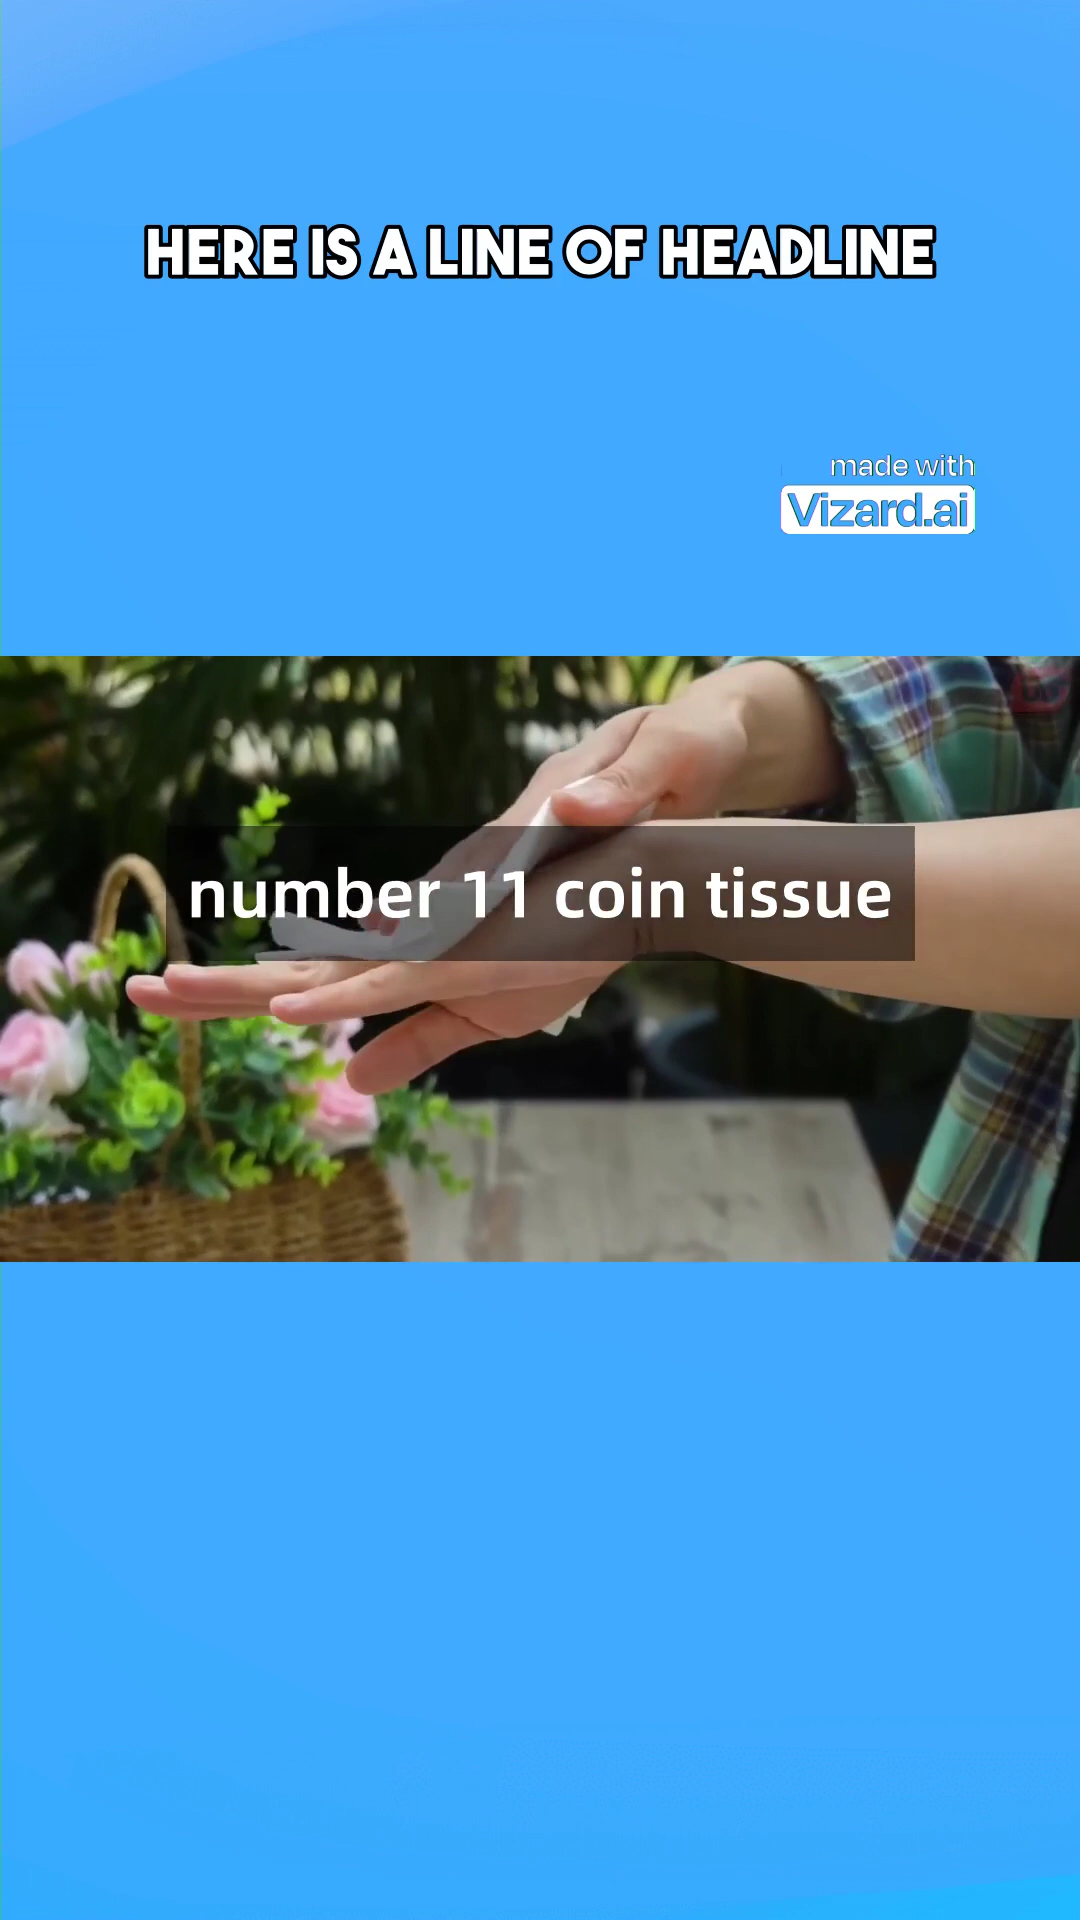 HERE IS A LINE OF HEADLINE
made with
Vizard.ai
number 11 coin tissue